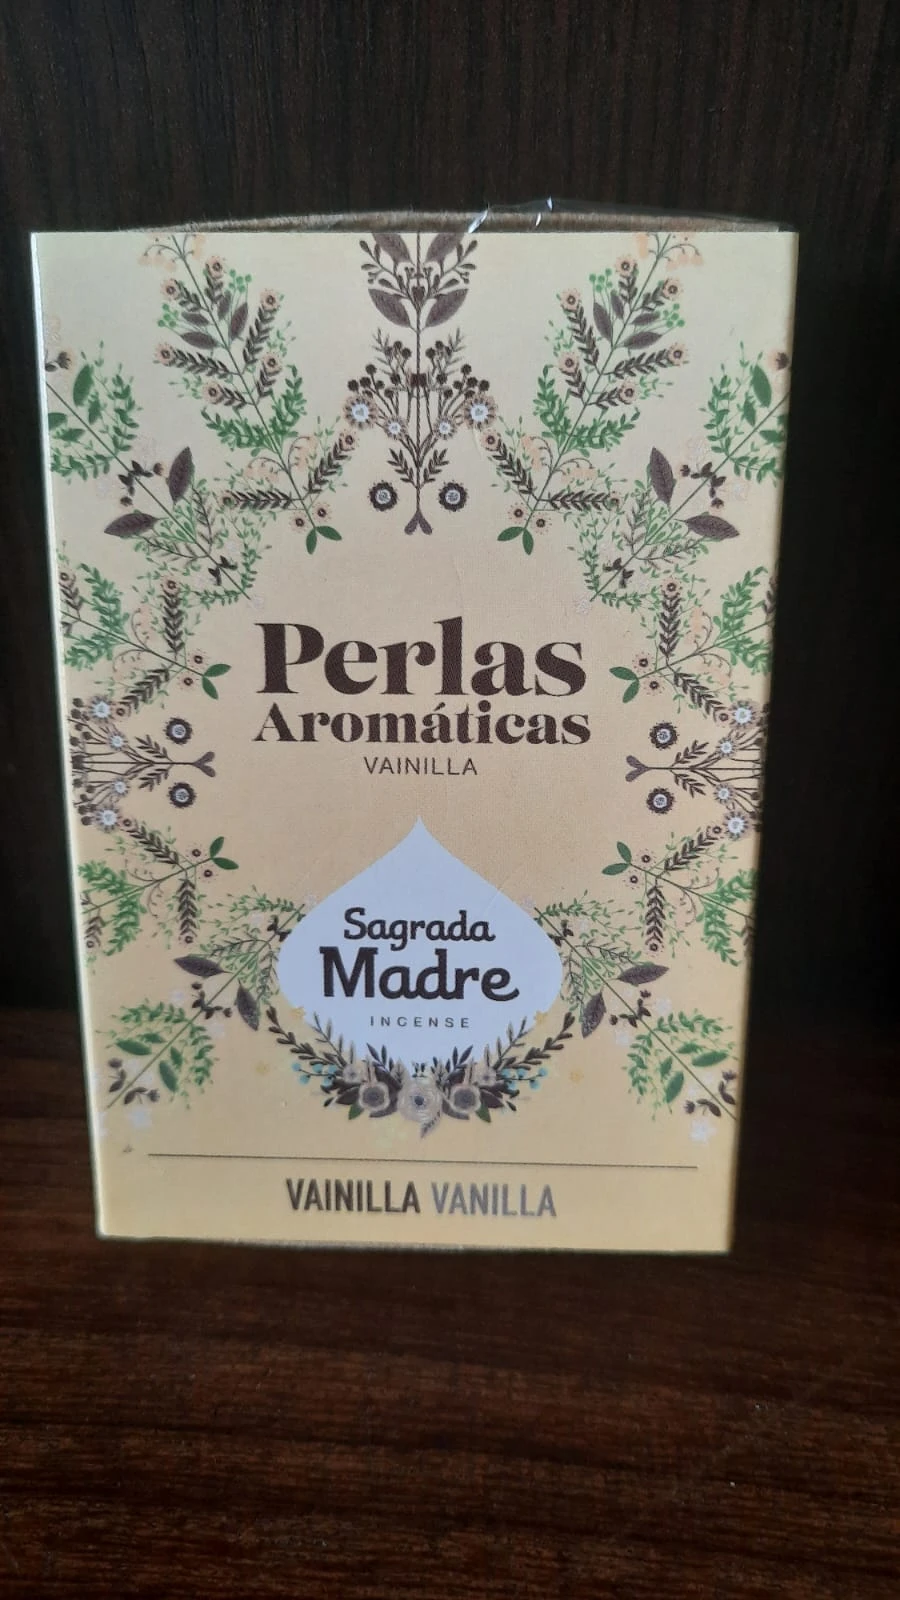 Perlas
Aromáticas
VAINILLA
Sagrada
Madre
INCENSE
VAINILLA VANILLA